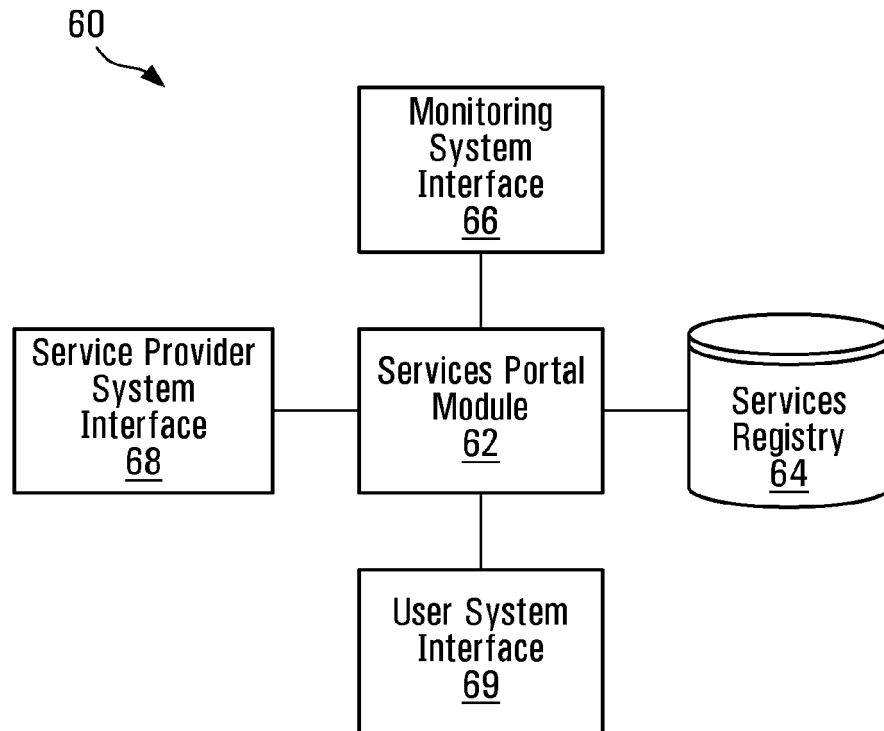 60
Monitoring
System
Interface
66
Service Provider
System
Interface
68
Services Portal
Module
62
Services
Registry
64
User System
Interface
69